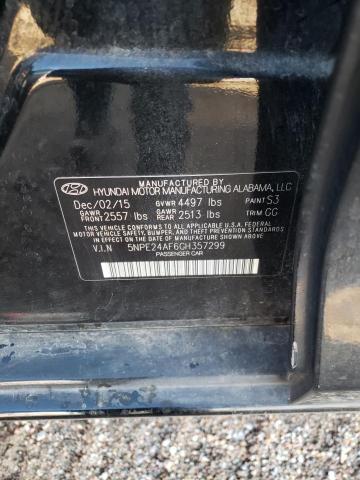 MANUFACTURED BY
HYUNDAI MOTOR MANUFACTURING ALABAMA, LLC
Dec/02/15 GVWR 4497 lbs PAINT S3
GAWR FRONT 2557 lbs GAWR REAR 2513 lbs TRIM GG
THIS VEHICLE CONFORMS TO ALL APPLICABLE U.S.A. FEDERAL
MOTOR VEHICLE SAFETY, BUMPER, AND THEFT PREVENTION STANDARDS
IN EFFECT ON THE DATE OF MANUFACTURE SHOWN ABOVE.
V.I.N 5NPE24AF6GH357299
PASSENGER CAR